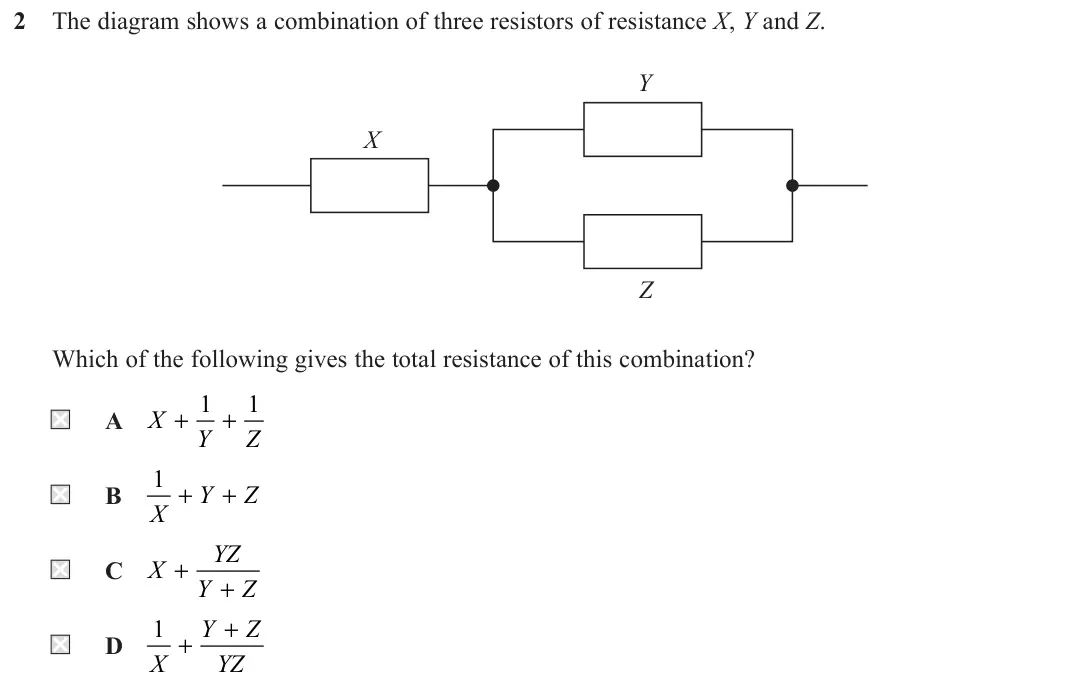 2 The diagram shows a combination of three resistors of resistance X, Y and Z.
Y
X
Z
Which of the following gives the total resistance of this combination?
A X + 1/Y + 1/Z
B 1/X + Y + Z
C X + YZ/(Y + Z)
D 1/X + (Y + Z)/YZ